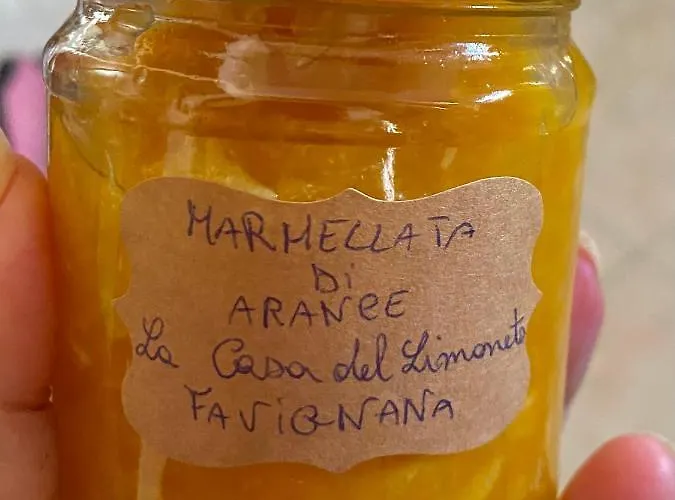 MARMELLATA
Di
ARANCE
La Casa del Limoneto
FAViGNANA